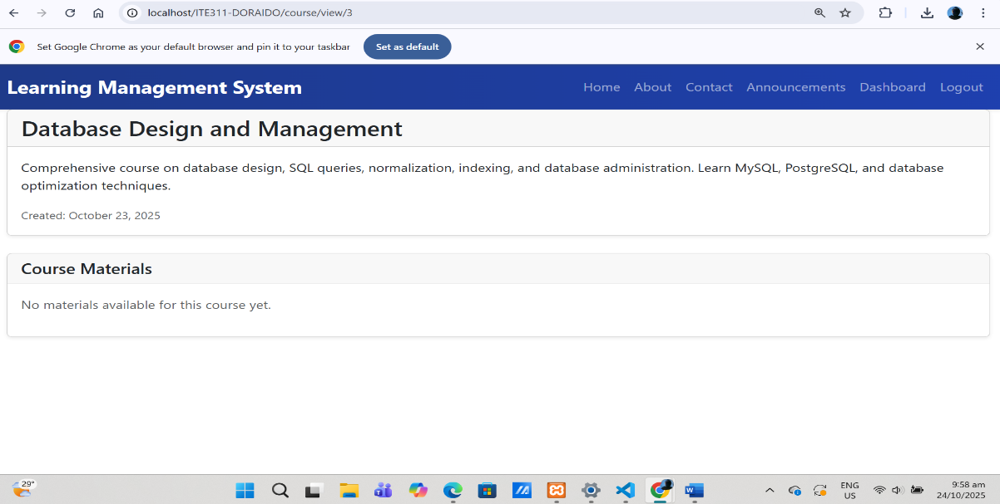 localhost/ITE311-DORAIDO/course/view/3
Set Google Chrome as your default browser and pin it to your taskbar Set as default
Learning Management System Home About Contact Announcements Dashboard Logout
Database Design and Management
Comprehensive course on database design, SQL queries, normalization, indexing, and database administration. Learn MySQL, PostgreSQL, and database
optimization techniques.
Created: October 23, 2025
Course Materials
No materials available for this course yet.
29°
ENG
US
9:58 am
24/10/2025